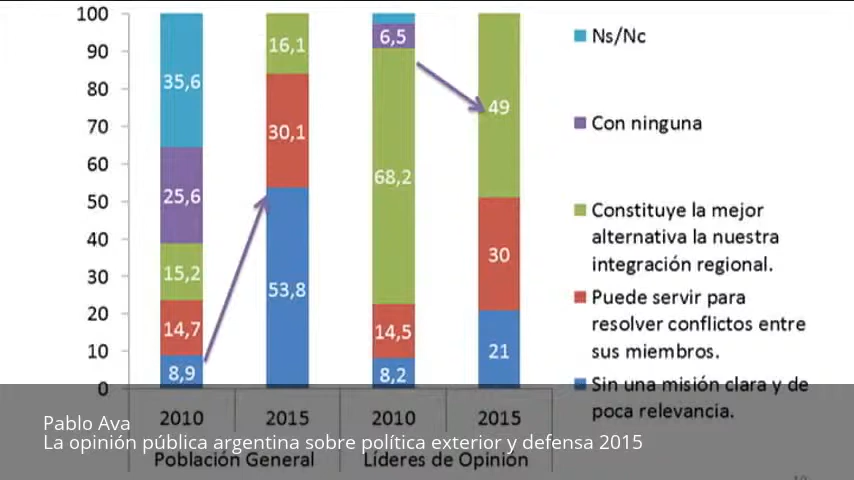 100
90
80
70
60
50
40
30
20
10
0
35,6
25,6
15,2
14,7
8,9
16,1
30,1
53,8
6,5
68,2
14,5
8,2
49
30
21
2010
2015
2010
2015
Población General
Líderes de Opinión
Ns/Nc
Con ninguna
Constituye la mejor
alternativa la nuestra
integración regional.
Puede servir para
resolver conflictos entre
sus miembros.
Sin una misión clara y de
poca relevancia.
Pablo Ava
La opinión pública argentina sobre política exterior y defensa 2015